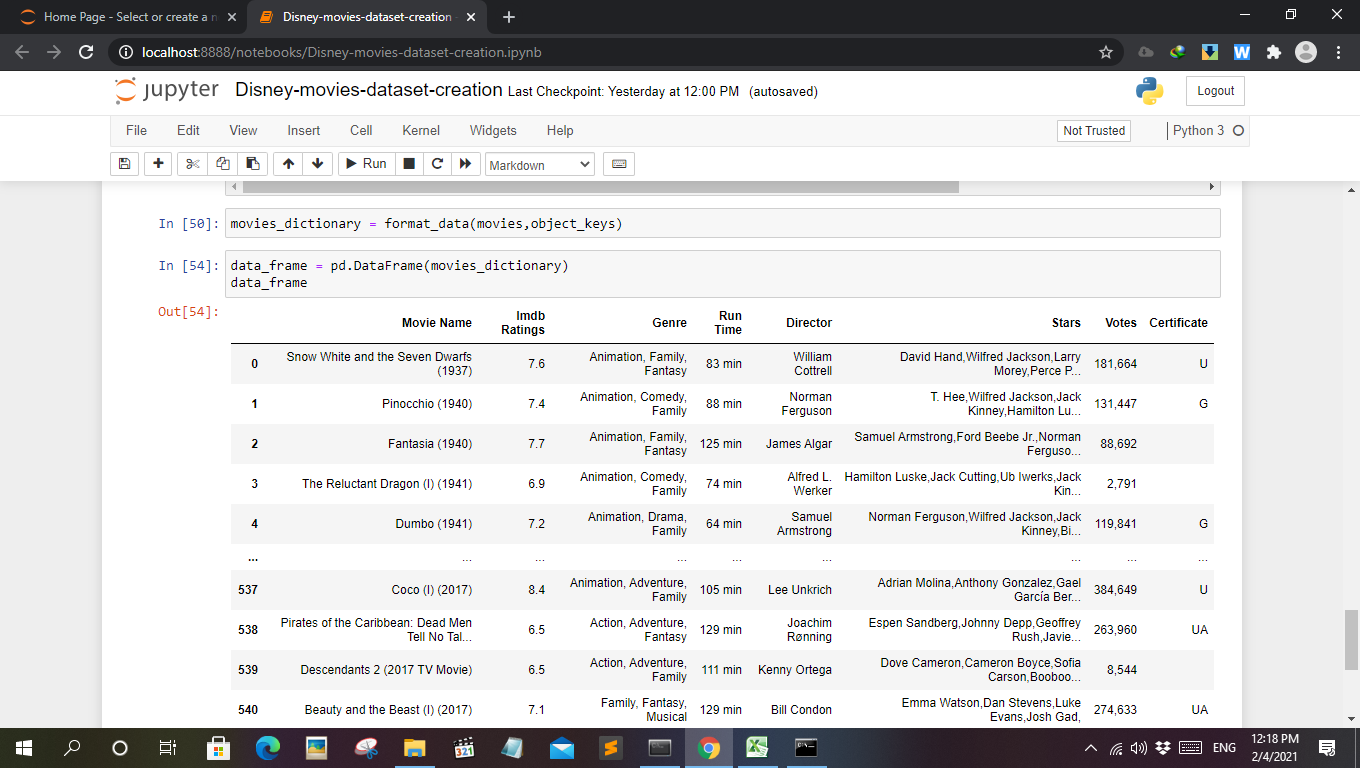 Home Page - Select or create a n
Disney-movies-dataset-creation
localhost:8888/notebooks/Disney-movies-dataset-creation.ipynb
jupyter Disney-movies-dataset-creation Last Checkpoint: Yesterday at 12:00 PM (autosaved)
Logout
File Edit View Insert Cell Kernel Widgets Help
Not Trusted
Python 3
Run
Markdown
In [50]: movies_dictionary = format_data(movies,object_keys)
In [54]: data_frame = pd.DataFrame(movies_dictionary)
data_frame
Out[54]:
Movie Name Imdb Ratings Genre Run Time Director Stars Votes Certificate
0 Snow White and the Seven Dwarfs (1937) 7.6 Animation, Family, Fantasy 83 min William Cottrell David Hand,Wilfred Jackson,Larry Morey,Perce P... 181,664 U
1 Pinocchio (1940) 7.4 Animation, Comedy, Family 88 min Norman Ferguson T. Hee,Wilfred Jackson,Jack Kinney,Hamilton Lu... 131,447 G
2 Fantasia (1940) 7.7 Animation, Family, Fantasy 125 min James Algar Samuel Armstrong,Ford Beebe Jr.,Norman Ferguso... 88,692
3 The Reluctant Dragon (I) (1941) 6.9 Animation, Comedy, Family 74 min Alfred L. Werker Hamilton Luske,Jack Cutting,Ub Iwerks,Jack Kin... 2,791
4 Dumbo (1941) 7.2 Animation, Drama, Family 64 min Samuel Armstrong Norman Ferguson,Wilfred Jackson,Jack Kinney,Bi... 119,841 G
... ... ... ... ... ... ... ... ...
537 Coco (I) (2017) 8.4 Animation, Adventure, Family 105 min Lee Unkrich Adrian Molina,Anthony Gonzalez,Gael García Ber... 384,649 U
538 Pirates of the Caribbean: Dead Men Tell No Tal... 6.5 Action, Adventure, Fantasy 129 min Joachim Rønning Espen Sandberg,Johnny Depp,Geoffrey Rush,Javie... 263,960 UA
539 Descendants 2 (2017 TV Movie) 6.5 Action, Adventure, Family 111 min Kenny Ortega Dove Cameron,Cameron Boyce,Sofia Carson,Booboo... 8,544
540 Beauty and the Beast (I) (2017) 7.1 Family, Fantasy, Musical 129 min Bill Condon Emma Watson,Dan Stevens,Luke Evans,Josh Gad, 274,633 UA
321
ENG
12:18 PM
2/4/2021